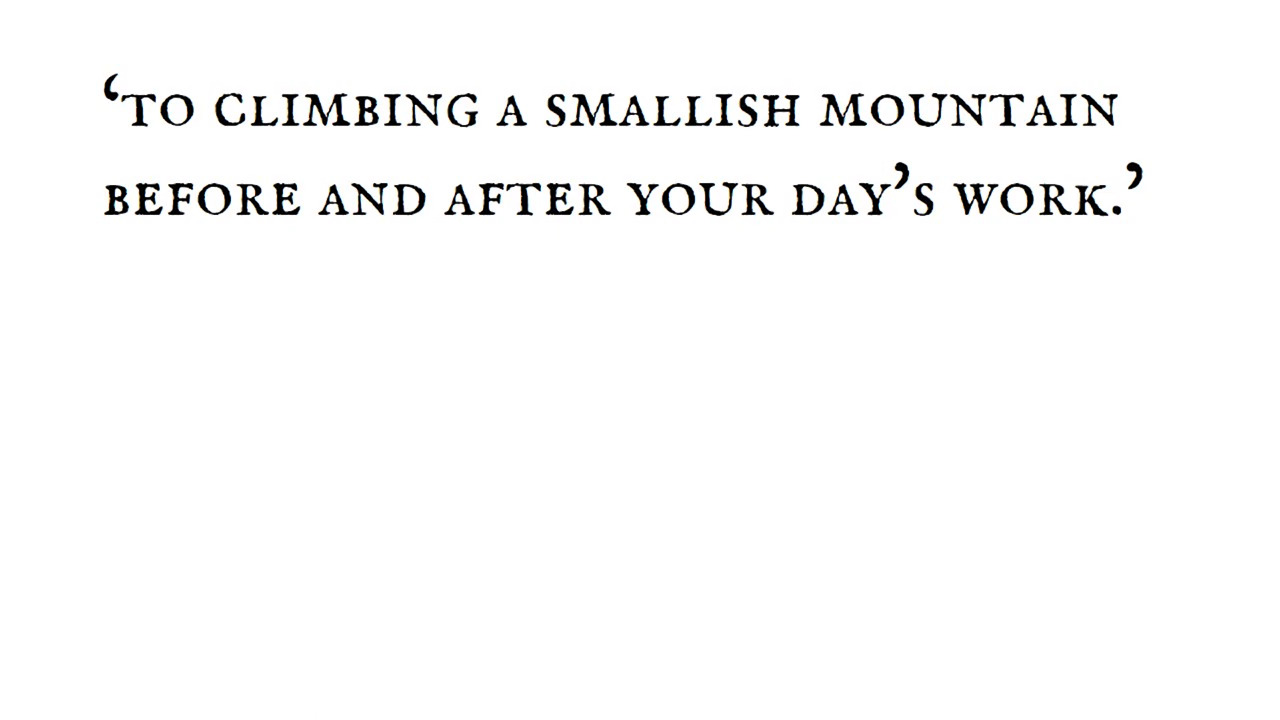 ‘TO CLIMBING A SMALLISH MOUNTAIN
BEFORE AND AFTER YOUR DAY’S WORK.’